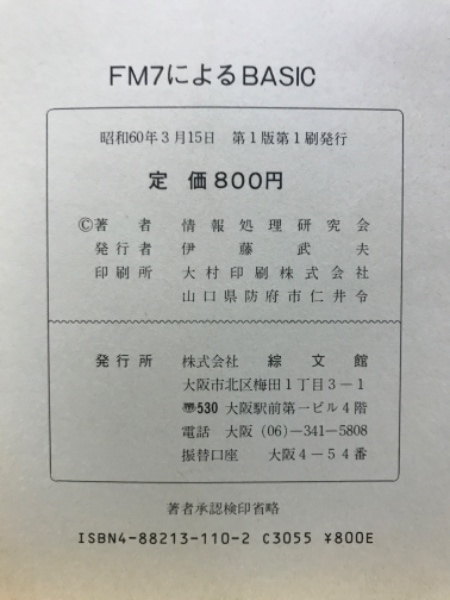 FM7によるBASIC
昭和60年3月15日 第1版第1刷発行
定 価 800円
©著 者 情報処理研究会
発行者 伊藤武夫
印刷所 大村印刷株式会社
山口県防府市仁井令
発行所 株式会社 綜文館
大阪市北区梅田1丁目3－1
〠530 大阪駅前第一ビル4階
電話 大阪(06)－341－5808
振替口座 大阪4－54番
著者承認検印省略
ISBN4-88213-110-2 C3055 ¥800E